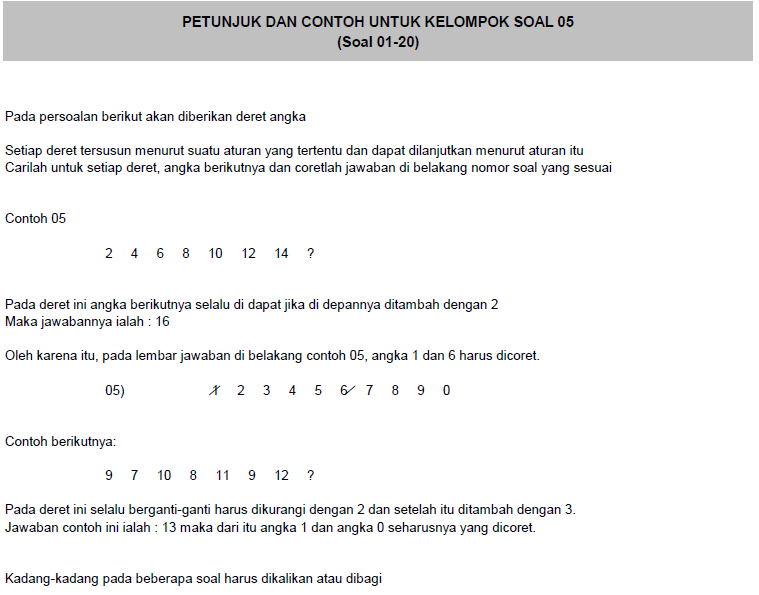 PETUNJUK DAN CONTOH UNTUK KELOMPOK SOAL 05
(Soal 01-20)
Pada persoalan berikut akan diberikan deret angka
Setiap deret tersusun menurut suatu aturan yang tertentu dan dapat dilanjutkan menurut aturan itu
Carilah untuk setiap deret, angka berikutnya dan coretlah jawaban di belakang nomor soal yang sesuai
Contoh 05
2 4 6 8 10 12 14 ?
Pada deret ini angka berikutnya selalu di dapat jika di depannya ditambah dengan 2
Maka jawabannya ialah : 16
Oleh karena itu, pada lembar jawaban di belakang contoh 05, angka 1 dan 6 harus dicoret.
05) 1 2 3 4 5 6 7 8 9 0
Contoh berikutnya:
9 7 10 8 11 9 12 ?
Pada deret ini selalu berganti-ganti harus dikurangi dengan 2 dan setelah itu ditambah dengan 3.
Jawaban contoh ini ialah : 13 maka dari itu angka 1 dan angka 0 seharusnya yang dicoret.
Kadang-kadang pada beberapa soal harus dikalikan atau dibagi